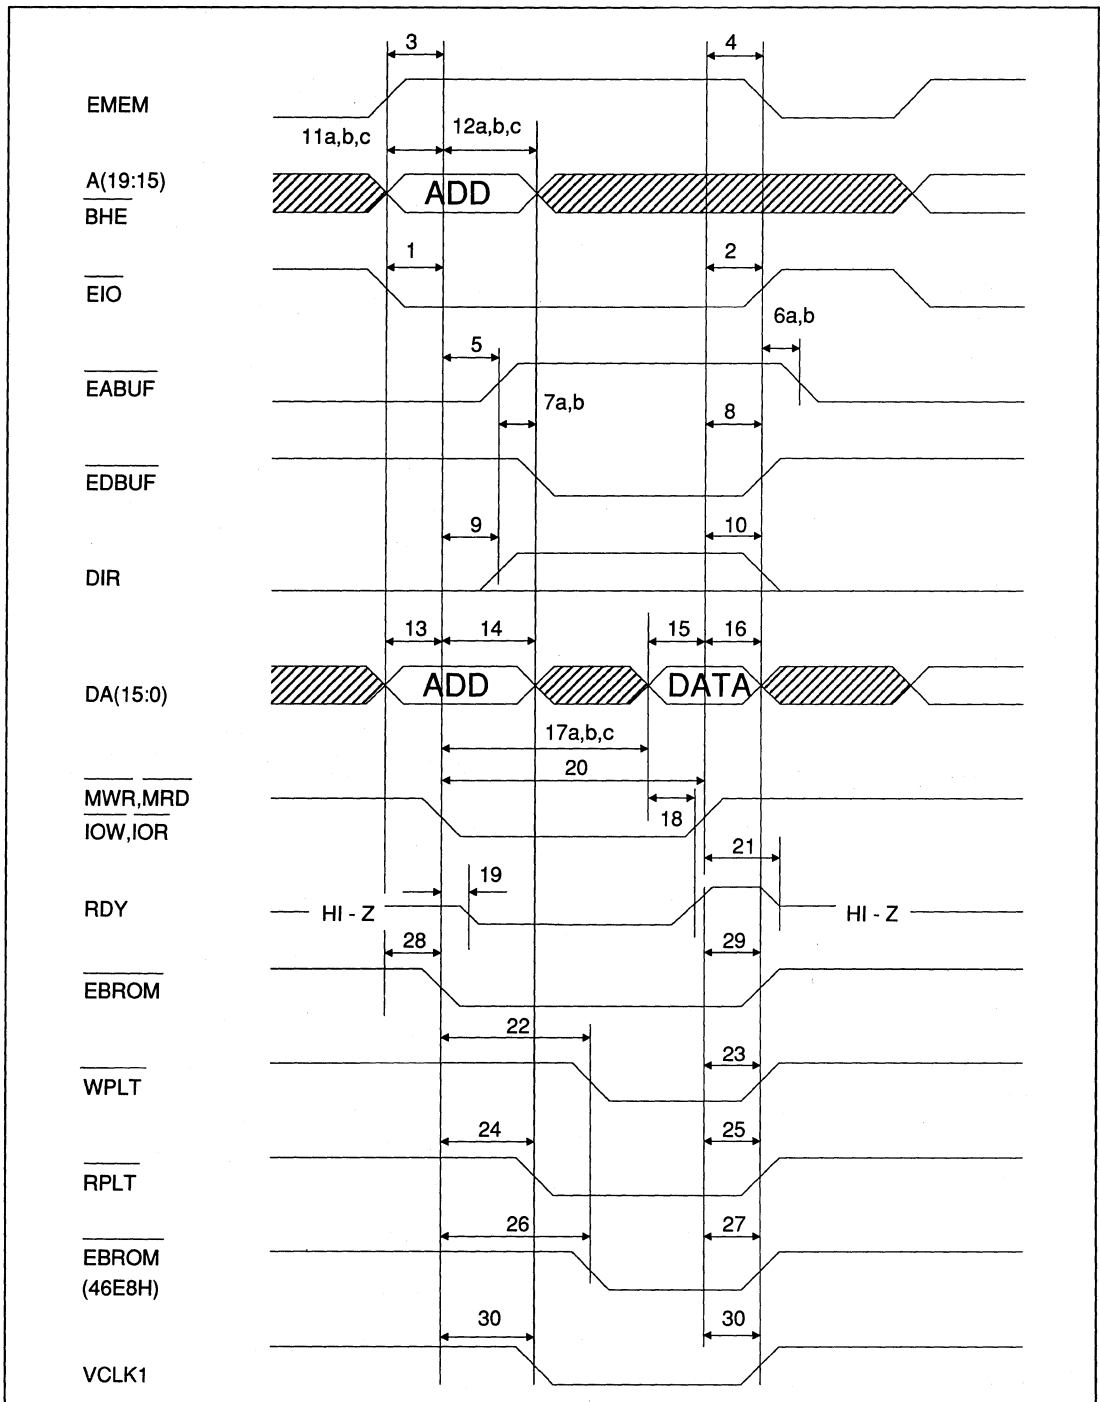 3 4
EMEM
11a,b,c 12a,b,c
A(19:15)
BHE
ADD
1 2
EIO
6a,b
5
EABUF
7a,b 8
EDBUF
9 10
DIR
13 14 15 16
DA(15:0)
ADD DATA
17a,b,c
20
MWR,MRD
18
IOW,IOR
21
19
RDY
HI - Z HI - Z
28 29
EBROM
22
23
WPLT
24 25
RPLT
26 27
EBROM
(46E8H)
30 30
VCLK1